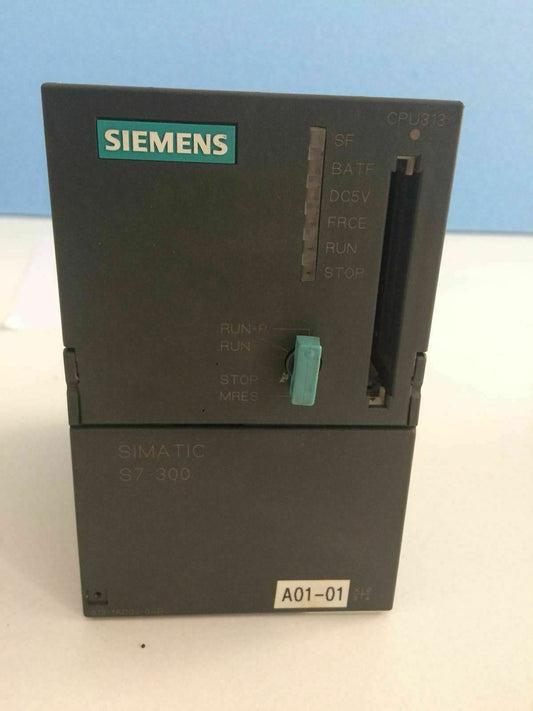 SIEMENS
CPU313
SF
BATF
DC5V
FRCE
RUN
STOP
RUN-P
RUN
STOP
MRES
SIMATIC
S7-300
A01-01